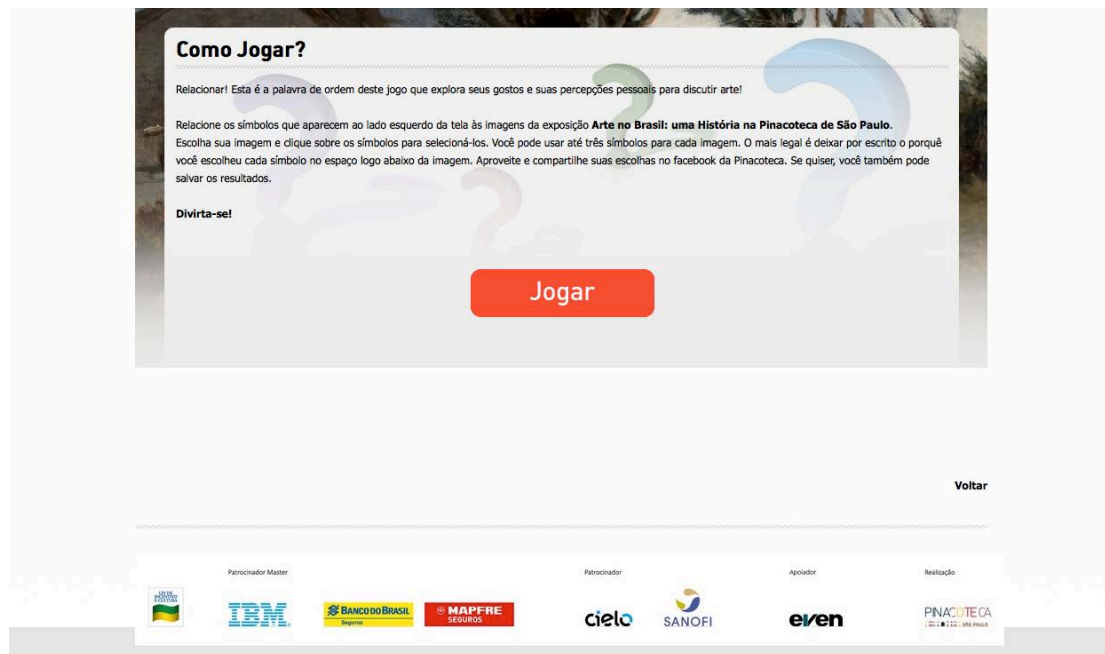 Como Jogar?
Relacionar! Esta é a palavra de ordem deste jogo que explora seus gostos e suas percepções pessoais para discutir arte!
Relacione os símbolos que aparecem ao lado esquerdo da tela às imagens da exposição Arte no Brasil: uma História na Pinacoteca de São Paulo.
Escolha sua imagem e clique sobre os símbolos para selecioná-los. Você pode usar até três símbolos para cada imagem. O mais legal é deixar por escrito o porquê
você escolheu cada símbolo no espaço logo abaixo da imagem. Aproveite e compartilhe suas escolhas no facebook da Pinacoteca. Se quiser, você também pode
salvar os resultados.
Divirta-se!
Jogar
Voltar
Patrocinador Master
Patrocinador
Apoiador
Realização
LEI DE
INCENTIVO
À CULTURA
IBM
BANCO DO BRASIL
Seguros
MAPFRE
SEGUROS
cielo
SANOFI
even
PINACOTECA
SÃO PAULO